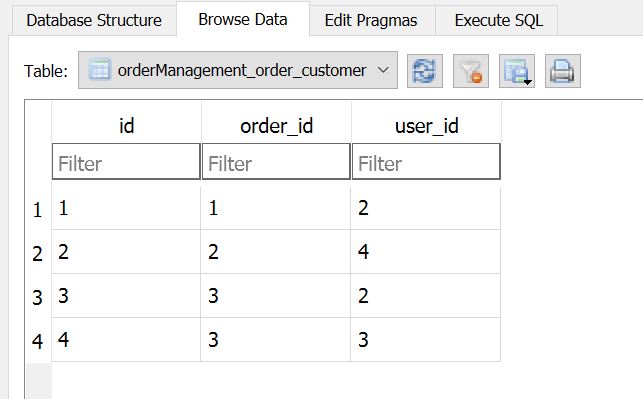 Database Structure Browse Data Edit Pragmas Execute SQL
Table: orderManagement_order_customer
id order_id user_id
Filter Filter Filter
1 1 1 2
2 2 2 4
3 3 3 2
4 4 3 3